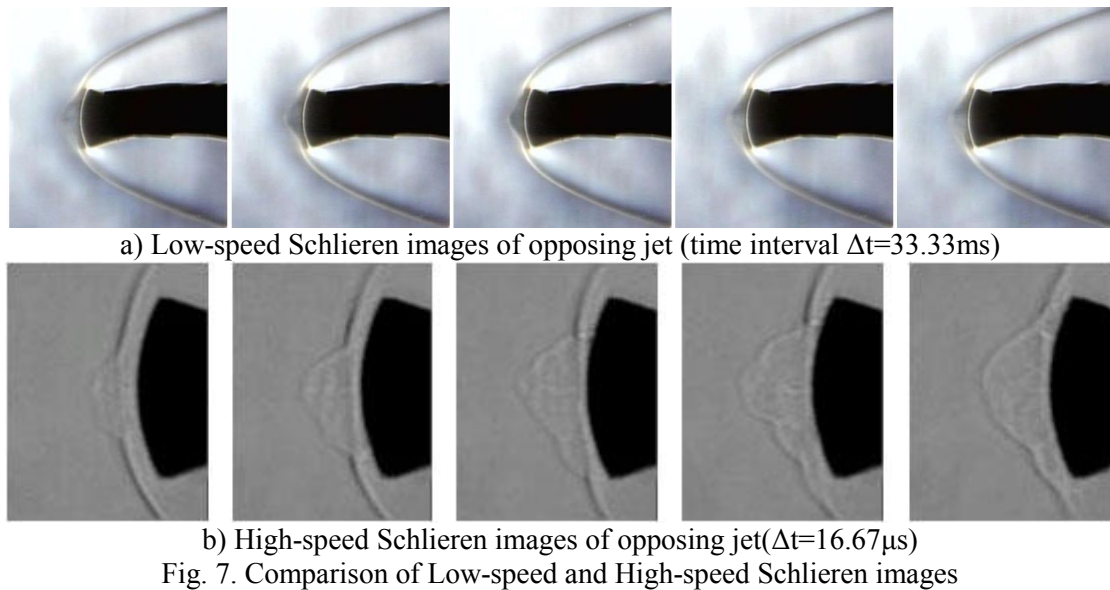 a) Low-speed Schlieren images of opposing jet (time interval Δt=33.33ms)
b) High-speed Schlieren images of opposing jet(Δt=16.67μs)
Fig. 7. Comparison of Low-speed and High-speed Schlieren images